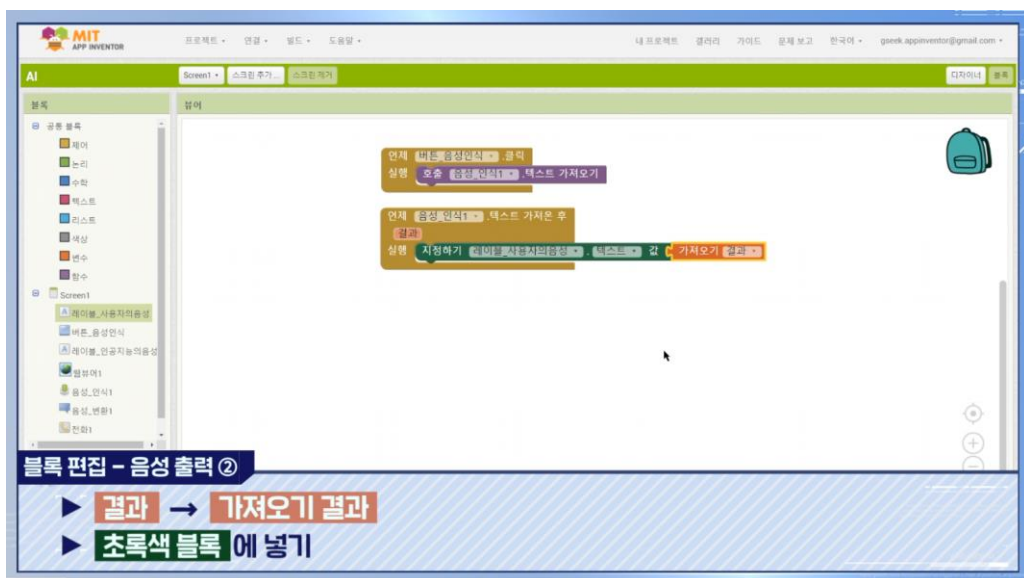 MIT
APP INVENTOR
프로젝트 연결 빌드 도움말 내 프로젝트 갤러리 가이드 문제 보고 한국어 gseek.appinventor@gmail.com
AI Screen1 스크린 추가 ... 스크린 제거 디자이너 블록
블록 뷰어
공통 블록
제어
논리
수학
텍스트
리스트
색상
변수
함수
Screen1
레이블_사용자의음성
버튼_음성인식
레이블_인공지능의음성
웹뷰어1
음성_인식1
음성_변환1
전화1
언제 버튼_음성인식 .클릭
실행 호출 음성_인식1 .텍스트 가져오기
언제 음성_인식1 .텍스트 가져온 후
결과
실행 지정하기 레이블_사용자의음성 . 텍스트 값 가져오기 결과
블록 편집 - 음성 출력 ②
▶ 결과 → 가져오기 결과
▶ 초록색 블록 에 넣기